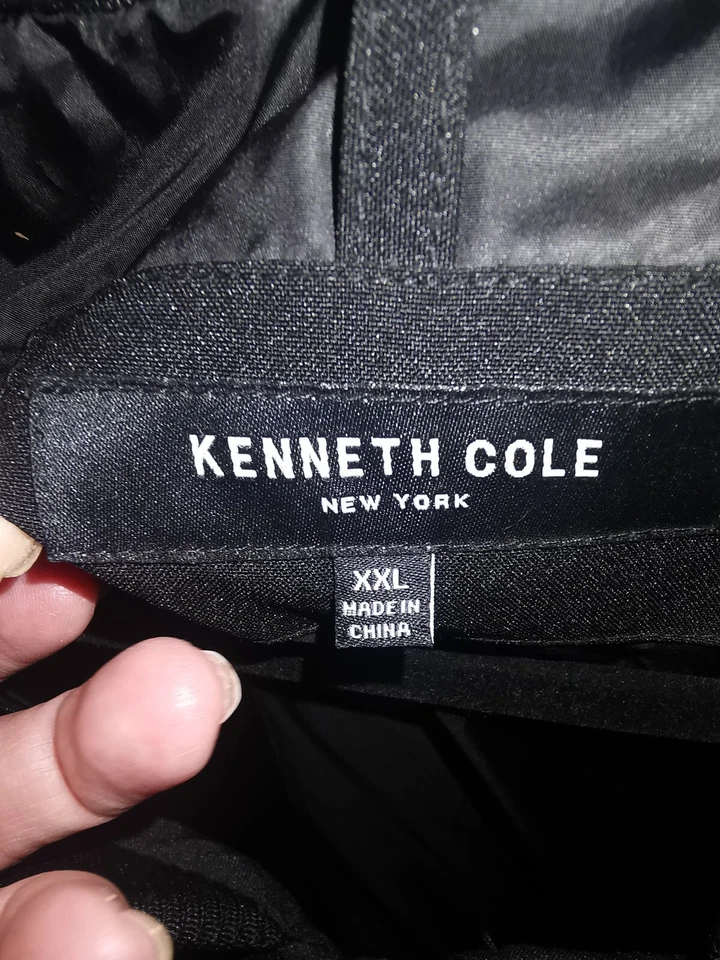 KENNETH COLE
NEW YORK
XXL
MADE IN
CHINA